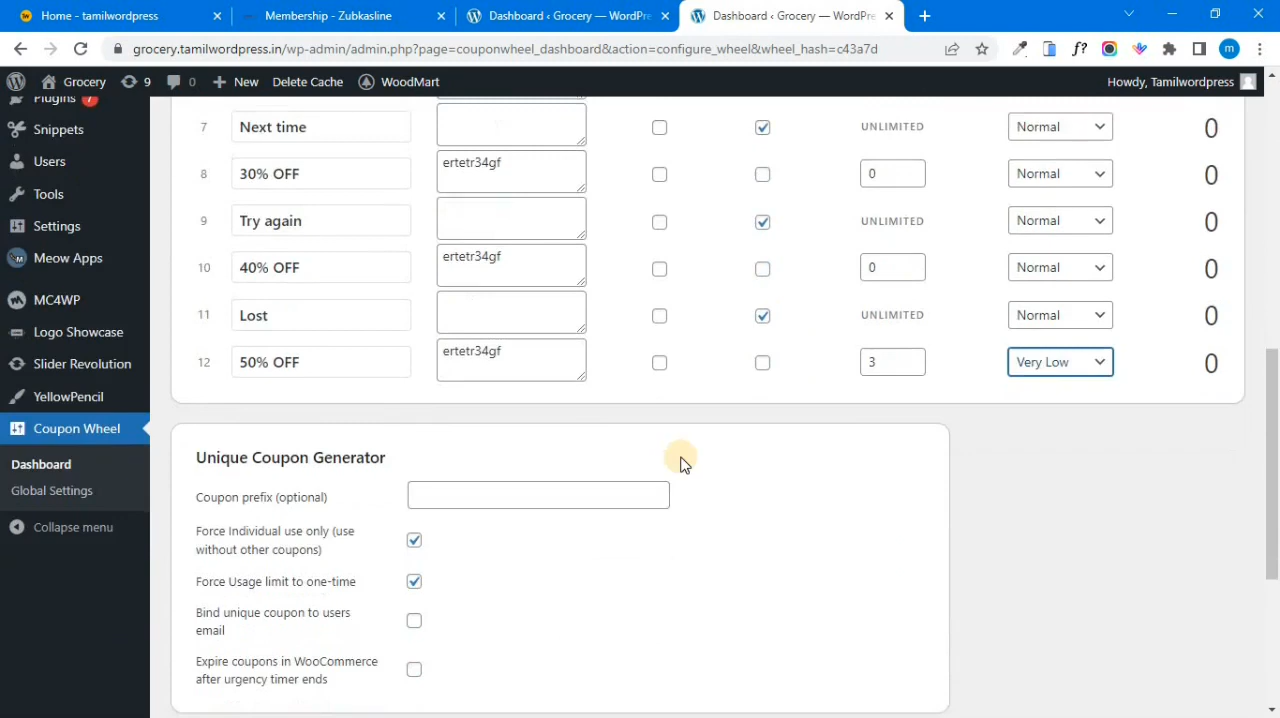 Home - tamilwordpress
Membership - Zubkasline
Dashboard ‹ Grocery — WordPre
Dashboard ‹ Grocery — WordPre
grocery.tamilwordpress.in/wp-admin/admin.php?page=couponwheel_dashboard&action=configure_wheel&wheel_hash=c43a7d
f?
m
Grocery
9
0
New
Delete Cache
WoodMart
Howdy, Tamilwordpress
Plugins 7
Snippets
Users
Tools
Settings
Meow Apps
MC4WP
Logo Showcase
Slider Revolution
YellowPencil
Coupon Wheel
Dashboard
Global Settings
Collapse menu
7 Next time UNLIMITED Normal 0
8 30% OFF ertetr34gf 0 Normal 0
9 Try again UNLIMITED Normal 0
10 40% OFF ertetr34gf 0 Normal 0
11 Lost UNLIMITED Normal 0
12 50% OFF ertetr34gf 3 Very Low 0
Unique Coupon Generator
Coupon prefix (optional)
Force Individual use only (use
without other coupons)
Force Usage limit to one-time
Bind unique coupon to users
email
Expire coupons in WooCommerce
after urgency timer ends